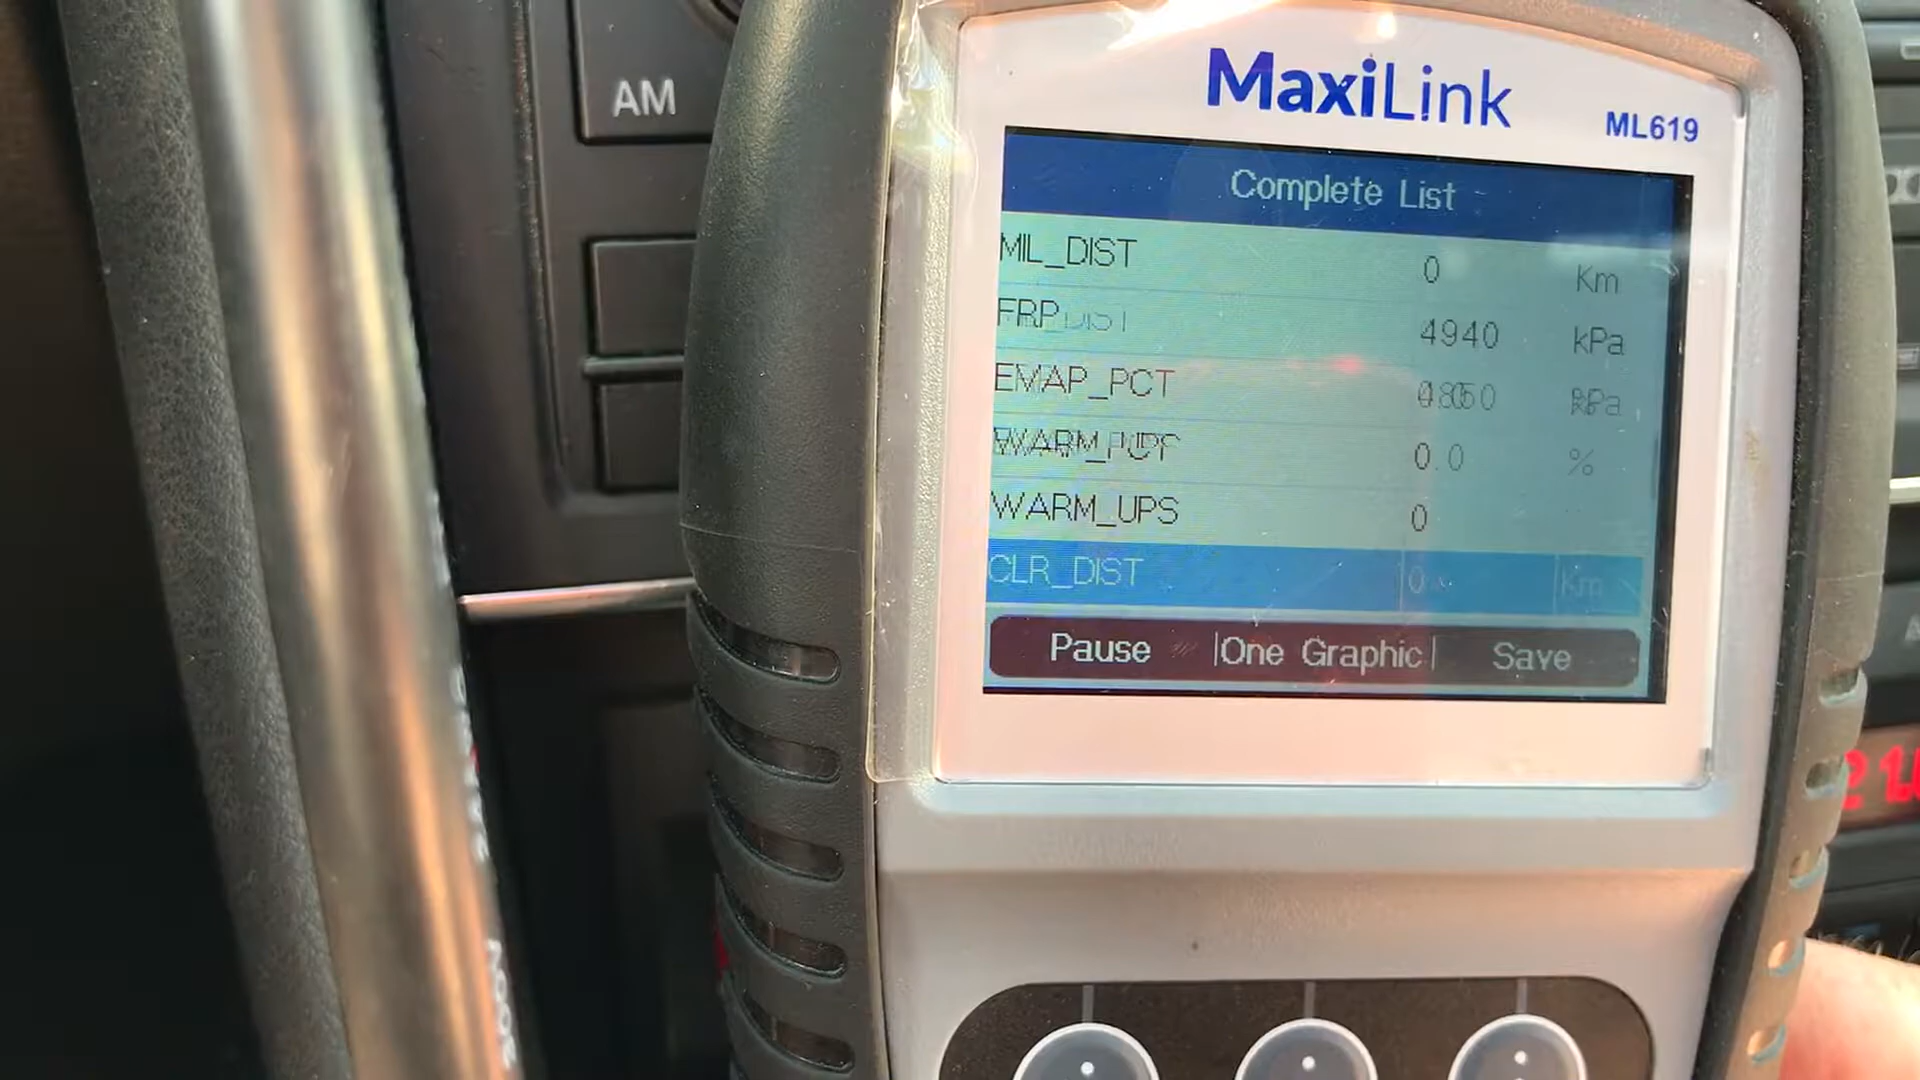 AM
MaxiLink
ML619
Complete List
MIL_DIST 0 Km
FRP 4940 kPa
EMAP_PCT
0.0 %
WARM_UPS 0
CLR_DIST 0 Km
Pause One Graphic Save